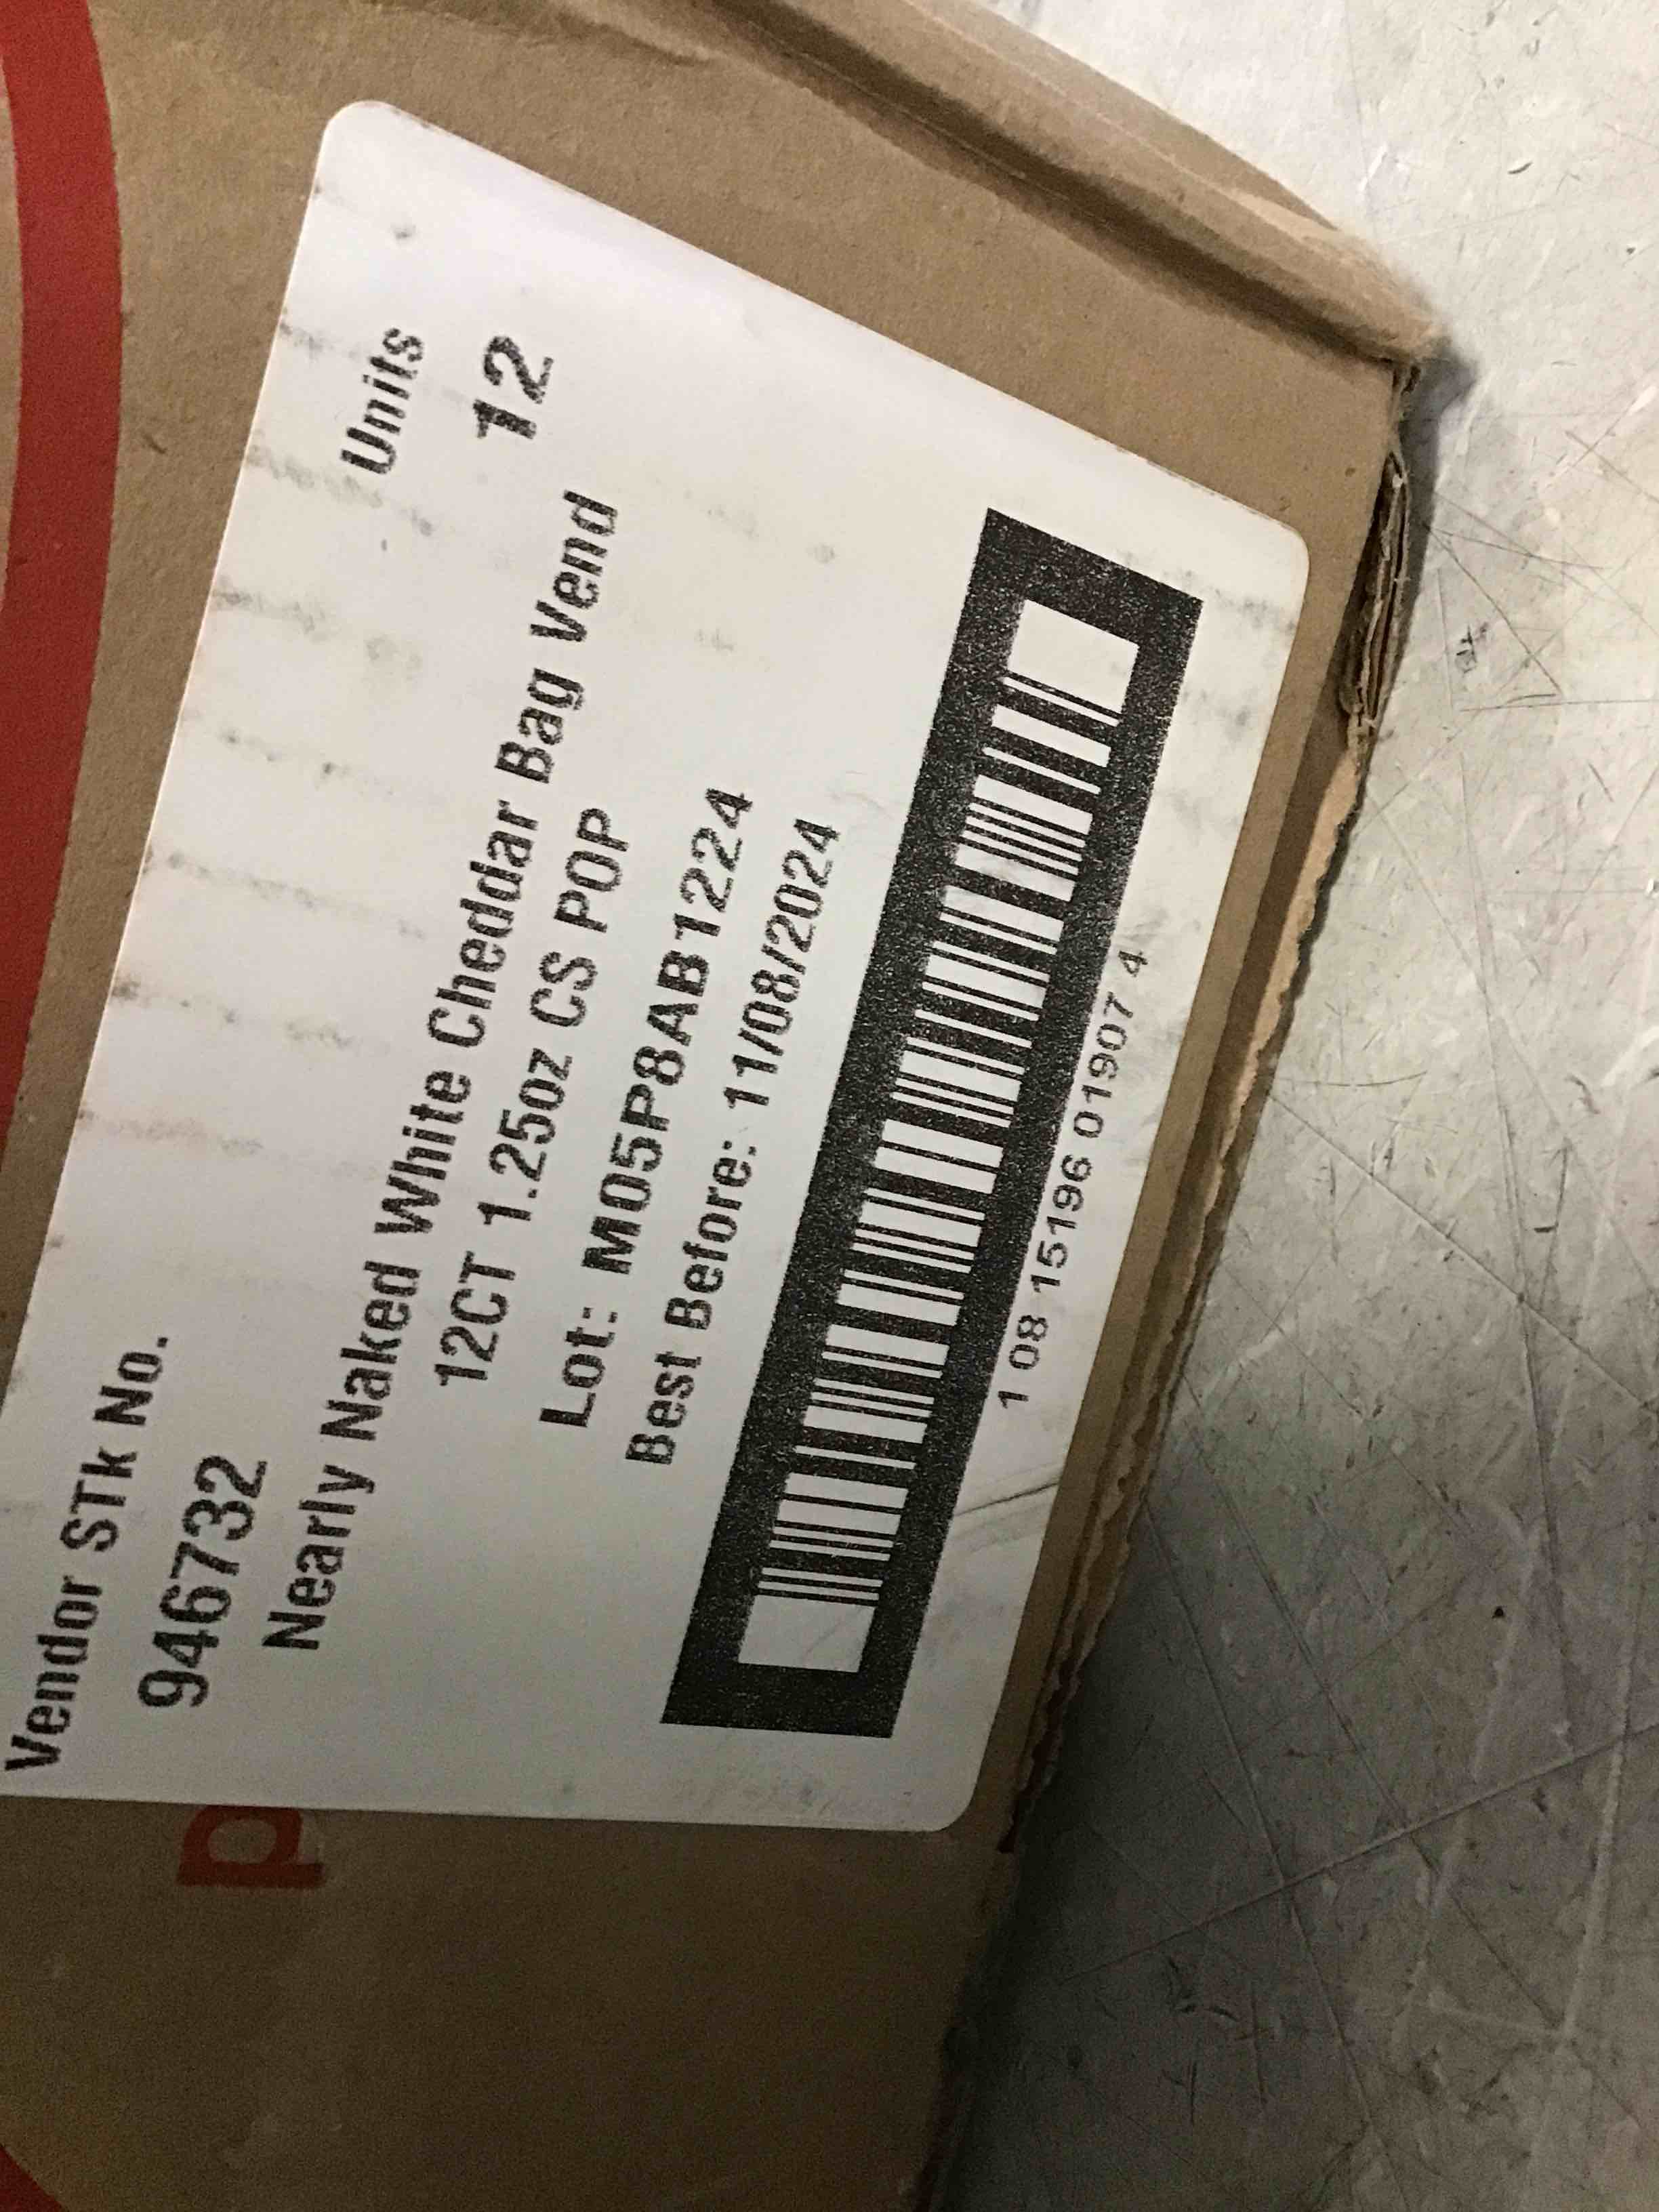 Vendor STk No.
Units
946732
12
Nearly Naked White Cheddar Bag Vend
12CT 1.25oz CS POP
Lot: M05P8AB1224
Best Before: 11/08/2024
1 08 15196 01907 4
p